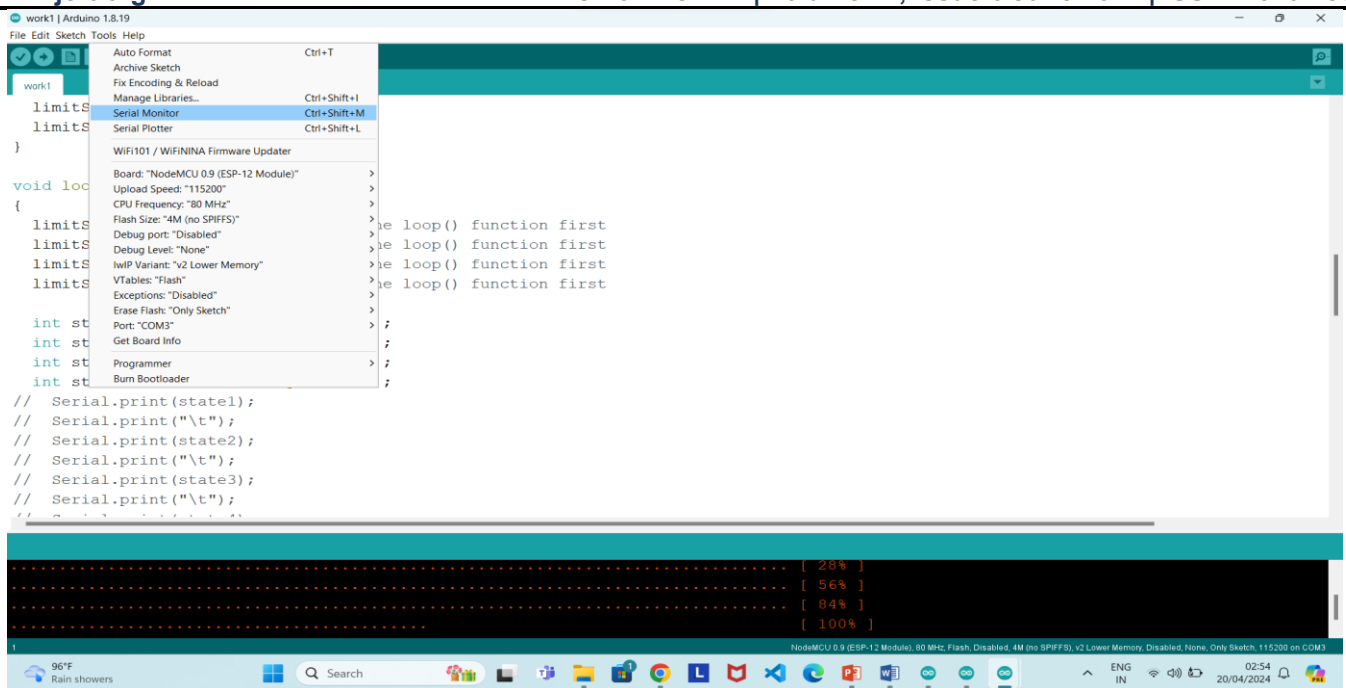 work1 | Arduino 1.8.19
File Edit Sketch Tools Help
work1
Auto Format Ctrl+T
Archive Sketch
Fix Encoding & Reload
Manage Libraries... Ctrl+Shift+I
Serial Monitor Ctrl+Shift+M
Serial Plotter Ctrl+Shift+L
WiFi101 / WiFiNINA Firmware Updater
Board: "NodeMCU 0.9 (ESP-12 Module)"
Upload Speed: "115200"
CPU Frequency: "80 MHz"
Flash Size: "4M (no SPIFFS)"
Debug port: "Disabled"
Debug Level: "None"
lwIP Variant: "v2 Lower Memory"
VTables: "Flash"
Exceptions: "Disabled"
Erase Flash: "Only Sketch"
Port: "COM3"
Get Board Info
Programmer
Burn Bootloader
limitS
limitS
}
void loo
{
limitS he loop() function first
limitS he loop() function first
limitS he loop() function first
limitS he loop() function first
int st ;
int st ;
int st ;
int st ;
// Serial.print(state1);
// Serial.print("\t");
// Serial.print(state2);
// Serial.print("\t");
// Serial.print(state3);
// Serial.print("\t");
................................................................................ [ 28% ]
................................................................................ [ 56% ]
................................................................................ [ 84% ]
........................................... [ 100% ]
1 NodeMCU 0.9 (ESP-12 Module), 80 MHz, Flash, Disabled, 4M (no SPIFFS), v2 Lower Memory, Disabled, None, Only Sketch, 115200 on COM3
96°F
Rain showers
Search
ENG
IN
02:54
20/04/2024